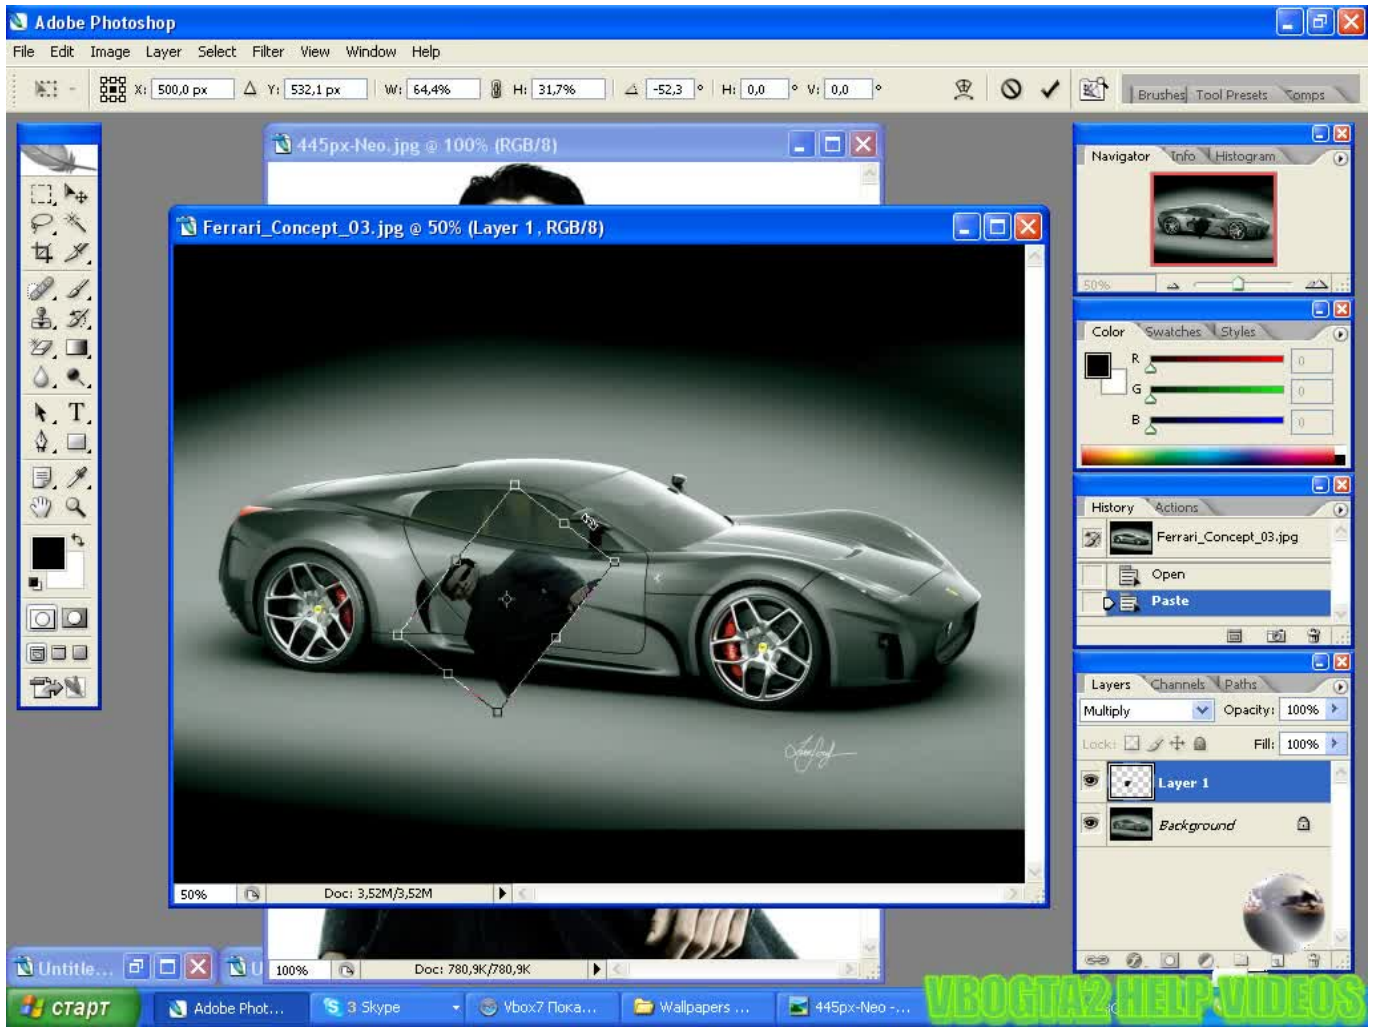 Adobe Photoshop
File Edit Image Layer Select Filter View Window Help
X: 500,0 px Y: 532,1 px W: 64,4% H: 31,7% -52,3 ° H: 0,0 ° V: 0,0 °
Brushes Tool Presets Comps
445px-Neo.jpg @ 100% (RGB/8)
Ferrari_Concept_03.jpg @ 50% (Layer 1, RGB/8)
Navigator Info Histogram
50%
Color Swatches Styles
R 0
G 0
B 0
T
History Actions
Ferrari_Concept_03.jpg
Open
Paste
Layers Channels Paths
Multiply Opacity: 100%
Lock: Fill: 100%
Layer 1
Background
50% Doc: 3,52M/3,52M
Untitle... U
100% Doc: 780,9K/780,9K
старт Adobe Phot... 3 Skype Vbox7 Пока... Wallpapers ... 445px-Neo -...
VBOGTA2 HELP VIDEOS